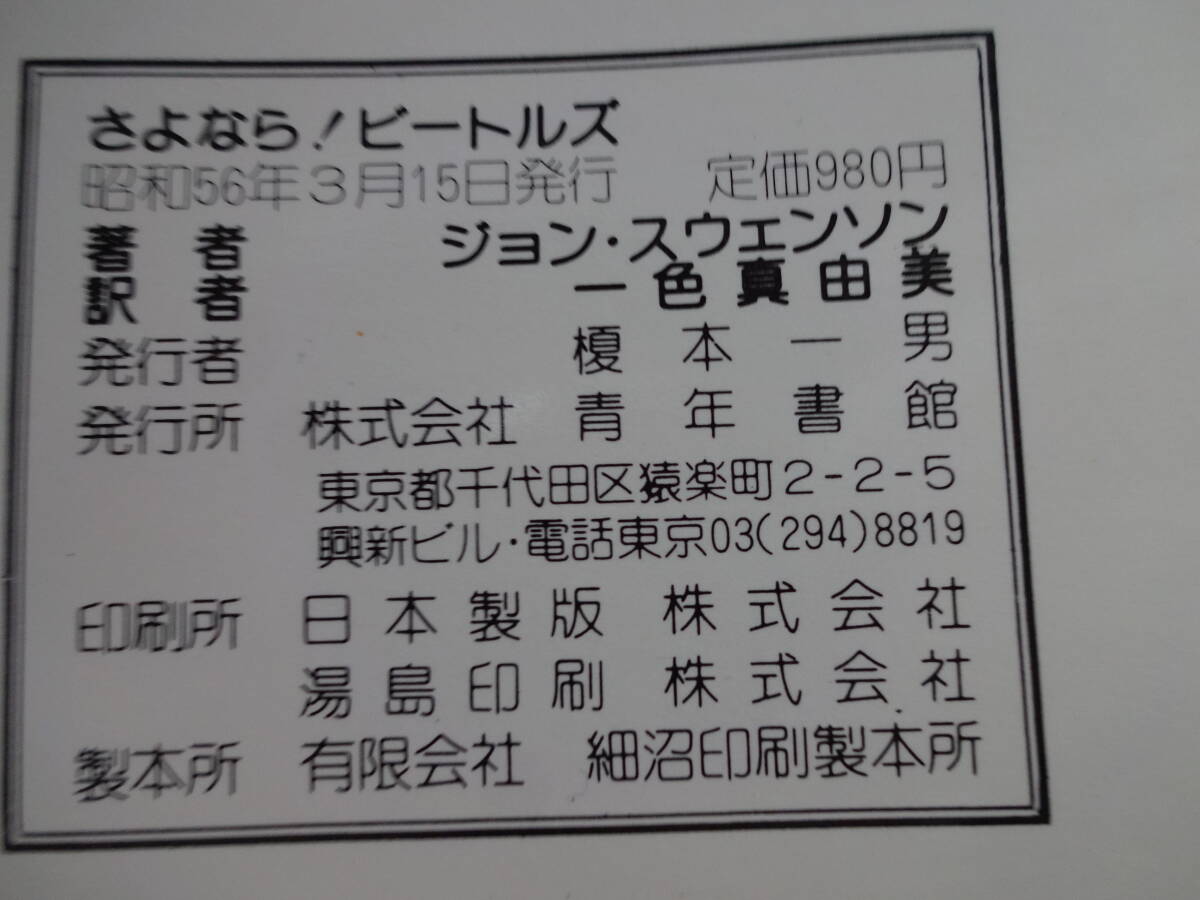 さよなら!ビートルズ
昭和56年3月15日発行 定価980円
著者 ジョン・スウェンソン
訳者 一色真由美
発行者 榎本一男
発行所 株式会社 青年書館
東京都千代田区猿楽町2-2-5
興新ビル・電話東京03(294)8819
印刷所 日本製版 株式会社
湯島印刷 株式会社
製本所 有限会社 細沼印刷製本所